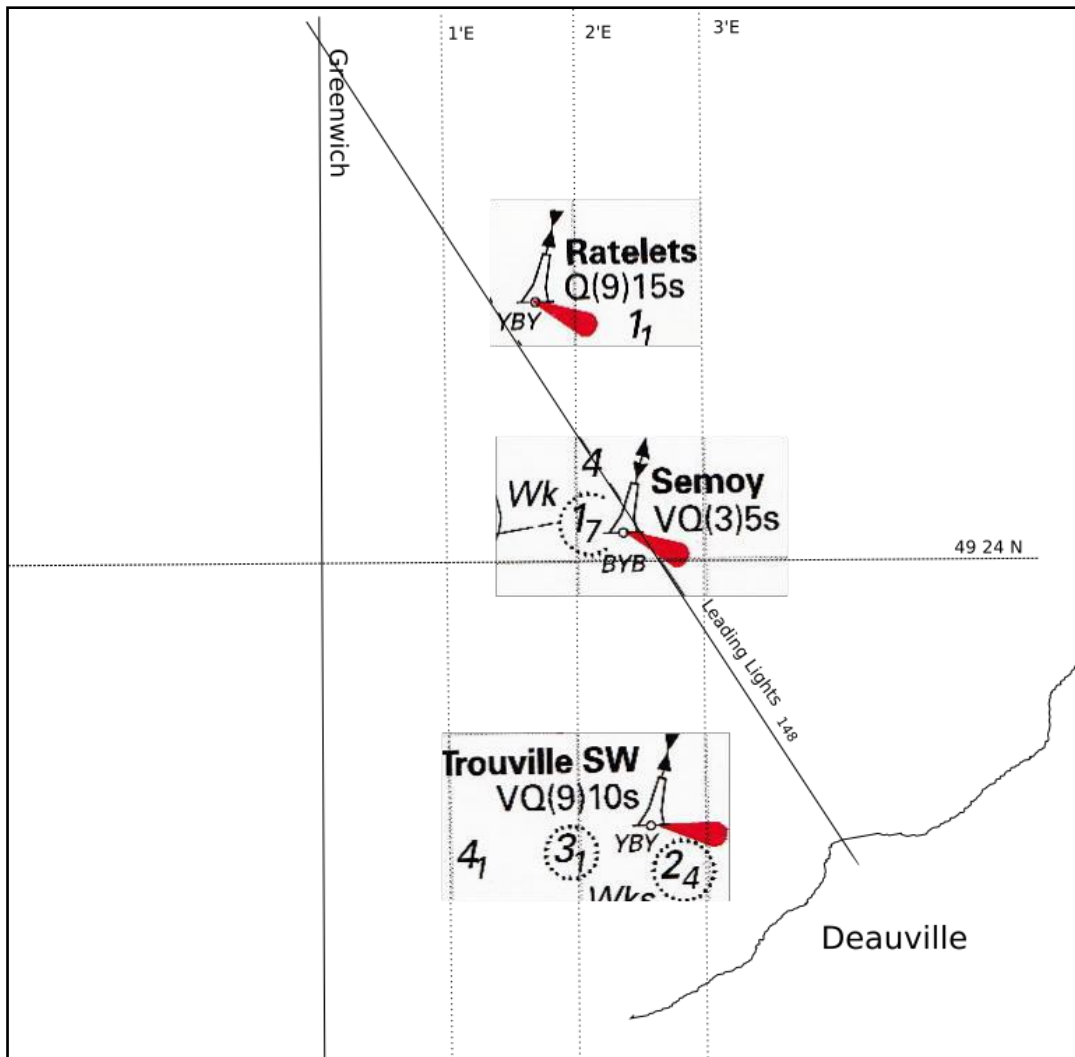 1'E
2'E
3'E
Greenwich
Ratelets
Q(9)15s
YBY
1₁
4
Wk
Semoy
1₇
VQ(3)5s
BYB
49 24 N
Leading Lights 148
Trouville SW
VQ(9)10s
YBY
4₁
3₁
2₄
Wks
Deauville